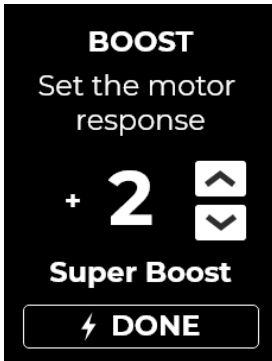 BOOST
Set the motor
response
+ 2
Super Boost
DONE